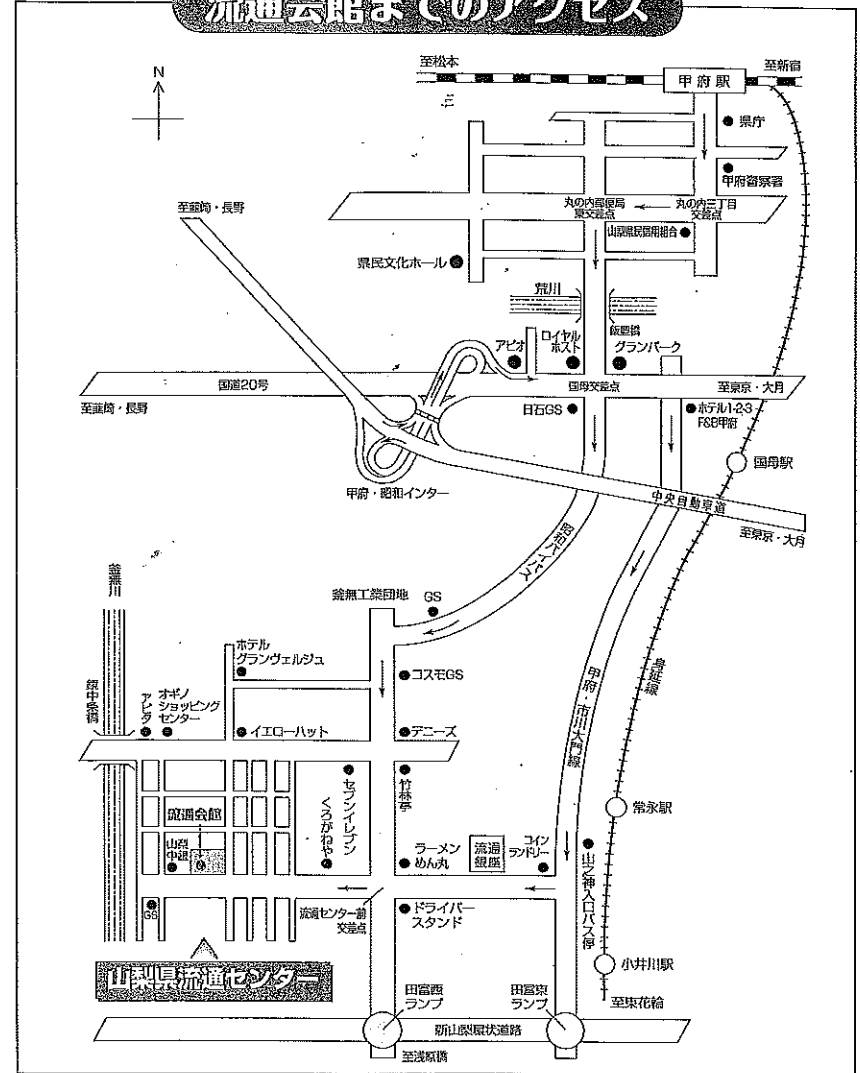 流通会館までのアクセス
至松本
至新宿
甲府駅
N
県庁
甲府警察署
至韮崎・長野
丸の内郵便局
東交差点
丸の内三丁目
交差点
山梨県民信用組合
県民文化ホール
荒川
飯豊橋
アピオ
ロイヤル
ホスト
グランパーク
国道20号
国母交差点
至東京・大月
至韮崎・長野
日石GS
ホテル1-2-3
F&B甲府
国母駅
甲府・昭和インター
中央自動車道
至東京・大月
昭和バイパス
釜無川
釜無工業団地
GS
ホテル
グランヴェルジュ
コスモGS
甲府・市川大門線
身延線
鏡中条橋
アピタ
オギノ
ショッピング
センター
イエローハット
デニーズ
セブンイレブン
竹林亭
くろがねや
流通会館
山梨
中銀
ラーメン
めん丸
流通
銀座
コイン
ランドリー
常永駅
山之神入口バス停
GS
流通センター前
交差点
ドライバー
スタンド
山梨県流通センター
小井川駅
田富西
ランプ
田富東
ランプ
至東花輪
新山梨環状道路
至浅原橋